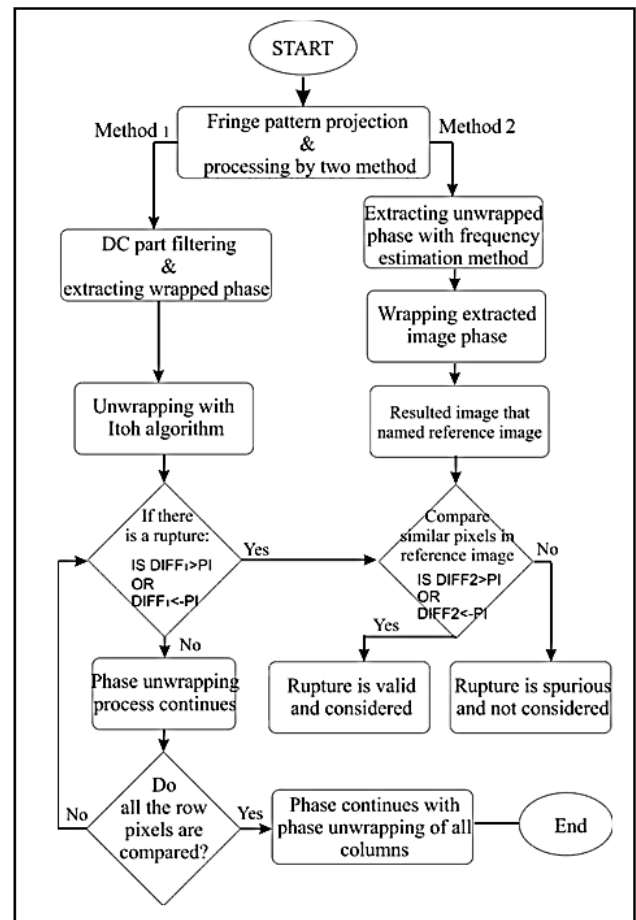 START
Method 1
Fringe pattern projection
&
processing by two method
Method 2
DC part filtering
&
extracting wrapped phase
Extracting unwrapped
phase with frequency
estimation method
Wrapping extracted
image phase
Unwrapping with
Itoh algorithm
Resulted image that
named reference image
If there
is a rupture:
IS DIFF1>PI
OR
DIFF1<-PI
Yes
Compare
similar pixels in
reference image
IS DIFF2>PI
OR
DIFF2<-PI
No
Yes
No
Phase unwrapping
process continues
Rupture is valid
and considered
Rupture is spurious
and not considered
Do
all the row
pixels are
compared?
No
Yes
Phase continues with
phase unwrapping of all
columns
End